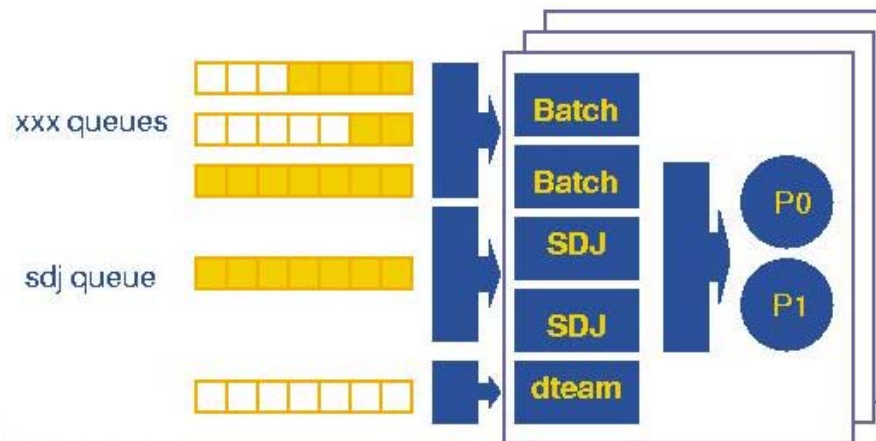 xxx queues
sdj queue
Batch
Batch
SDJ
SDJ
dteam
P0
P1